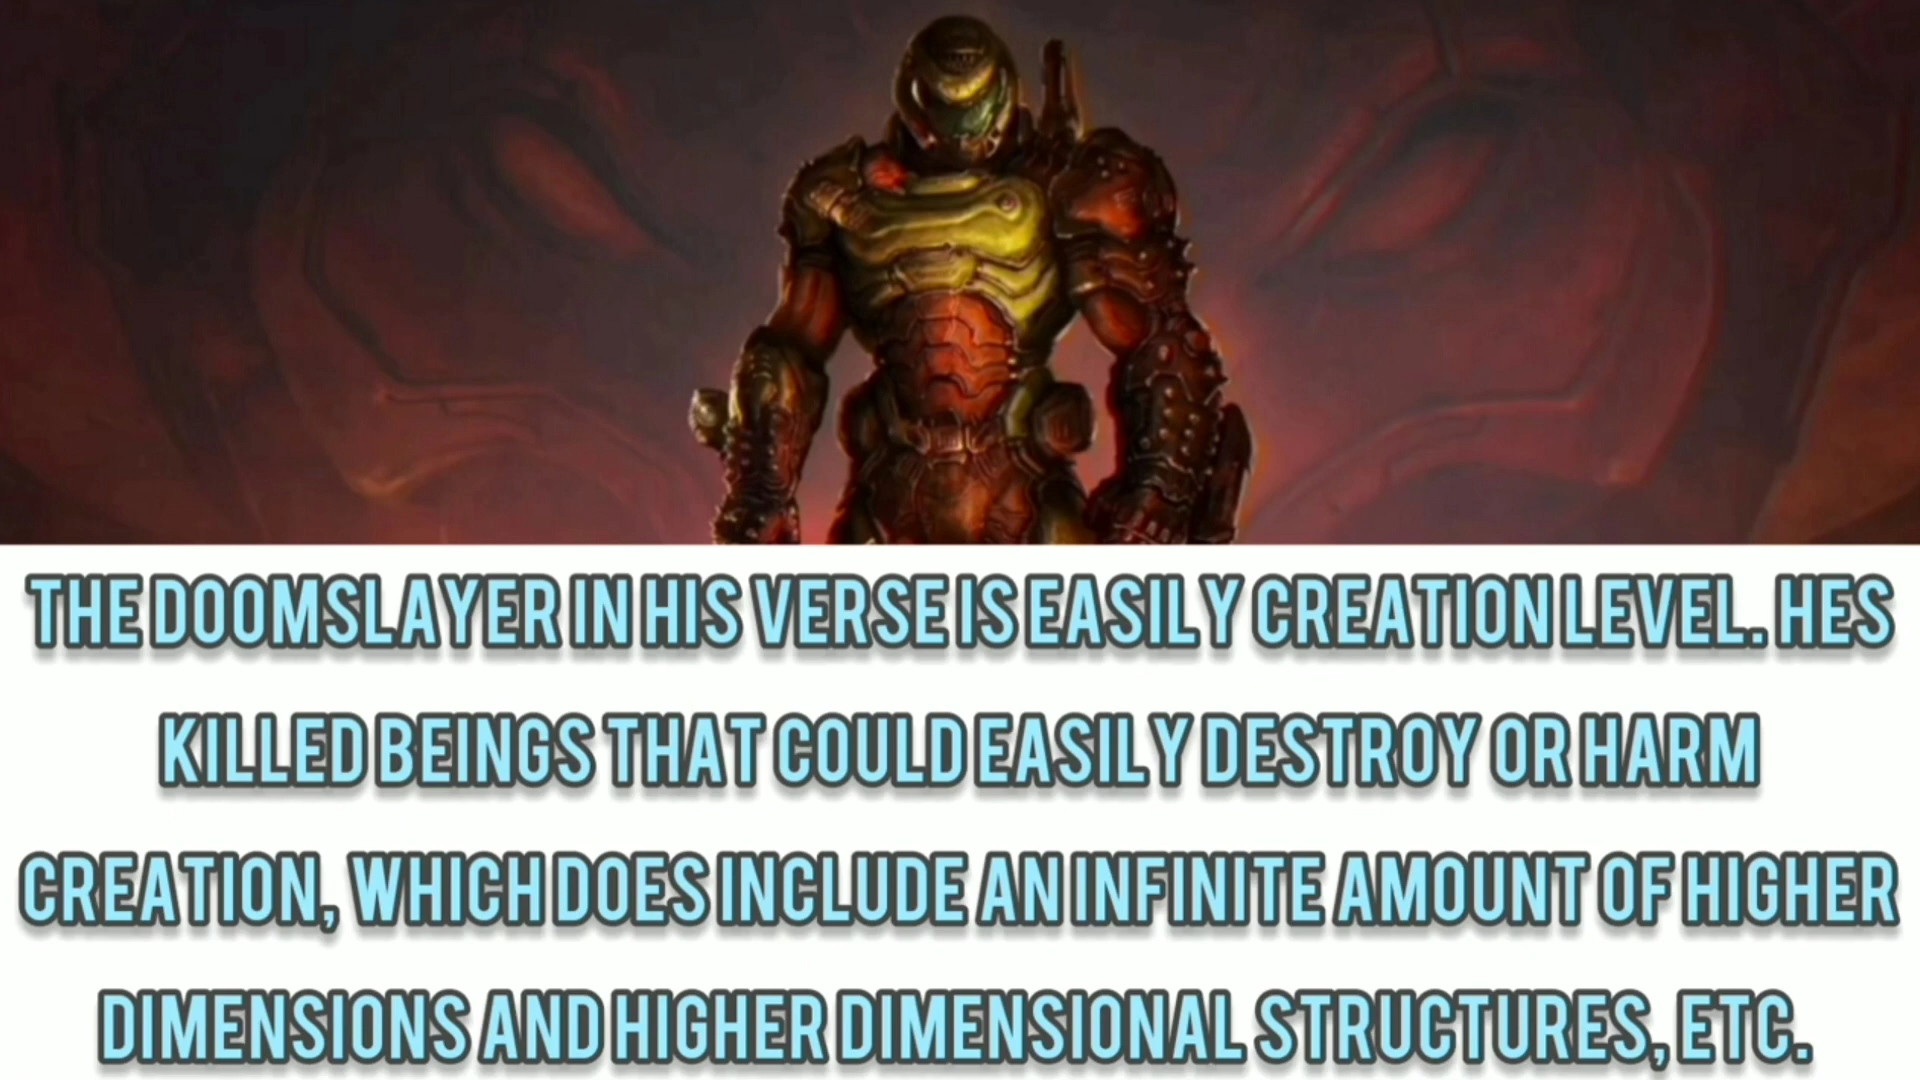 THE DOOMSLAYER IN HIS VERSE IS EASILY CREATION LEVEL. HES
KILLED BEINGS THAT COULD EASILY DESTROY OR HARM
CREATION, WHICH DOES INCLUDE AN INFINITE AMOUNT OF HIGHER
DIMENSIONS AND HIGHER DIMENSIONAL STRUCTURES, ETC.